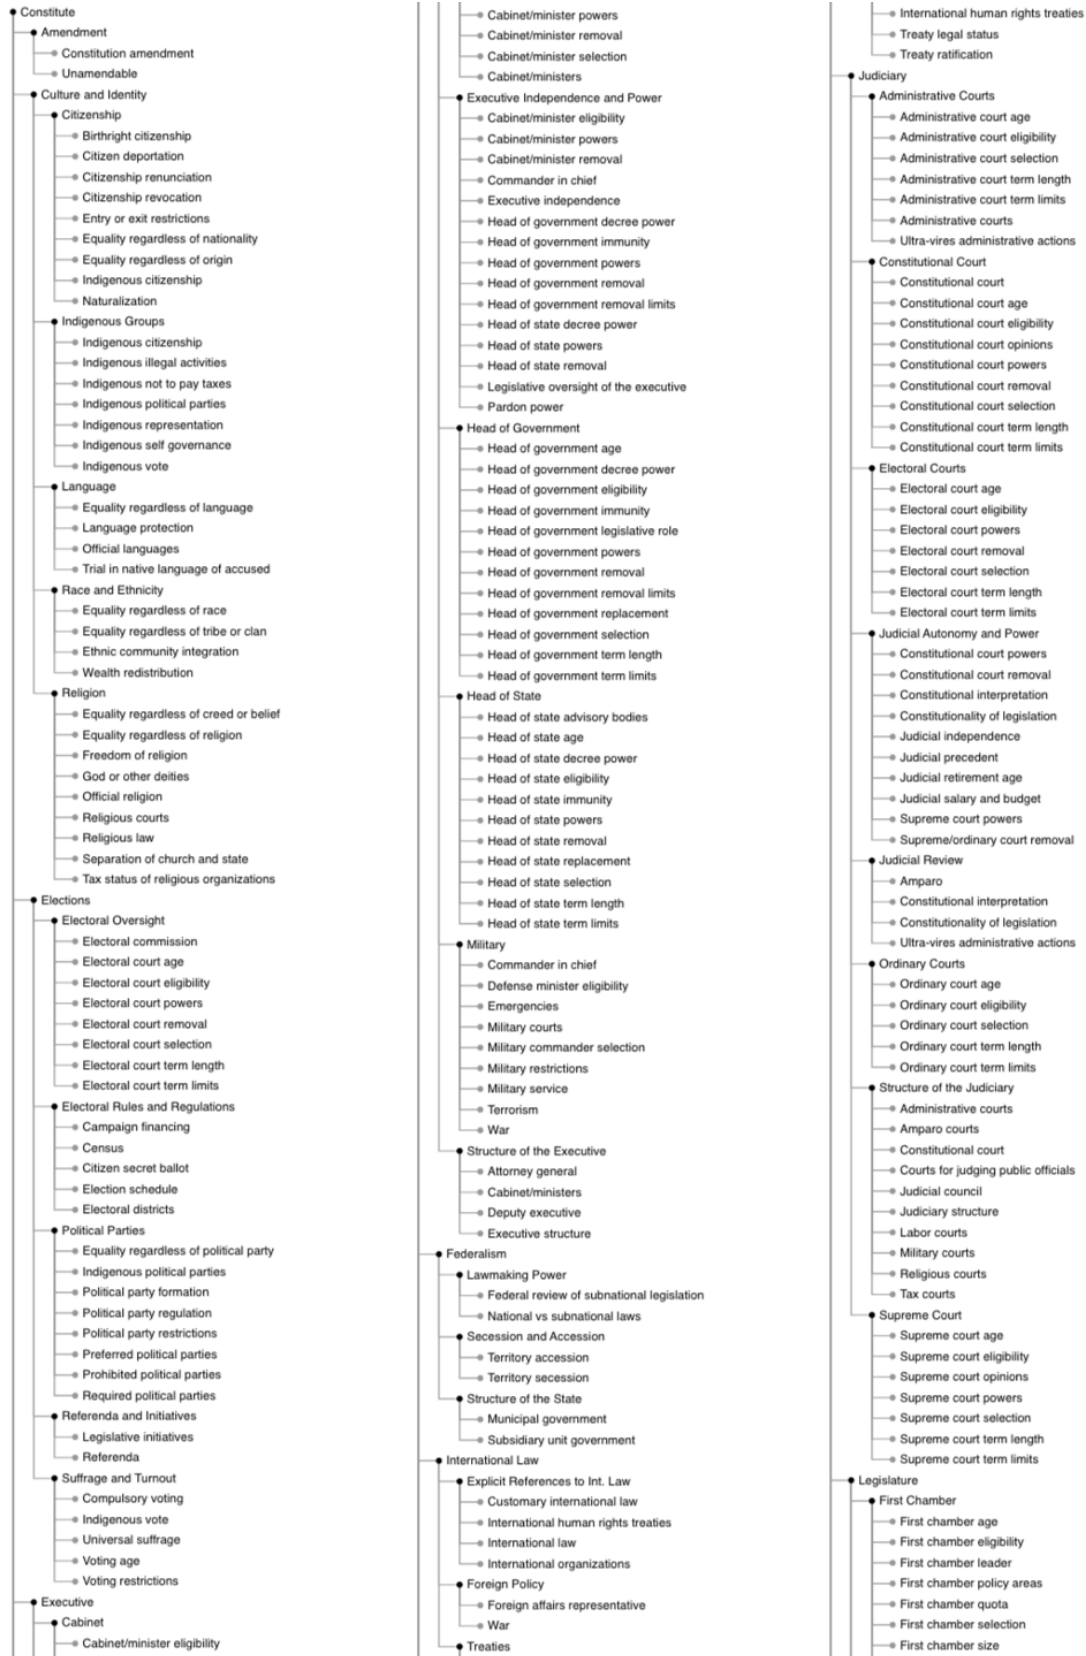 Constitute
Amendment
Constitution amendment
Unamendable
Culture and Identity
Citizenship
Birthright citizenship
Citizen deportation
Citizenship renunciation
Citizenship revocation
Entry or exit restrictions
Equality regardless of nationality
Equality regardless of origin
Indigenous citizenship
Naturalization
Indigenous Groups
Indigenous citizenship
Indigenous illegal activities
Indigenous not to pay taxes
Indigenous political parties
Indigenous representation
Indigenous self governance
Indigenous vote
Language
Equality regardless of language
Language protection
Official languages
Trial in native language of accused
Race and Ethnicity
Equality regardless of race
Equality regardless of tribe or clan
Ethnic community integration
Wealth redistribution
Religion
Equality regardless of creed or belief
Equality regardless of religion
Freedom of religion
God or other deities
Official religion
Religious courts
Religious law
Separation of church and state
Tax status of religious organizations
Elections
Electoral Oversight
Electoral commission
Electoral court age
Electoral court eligibility
Electoral court powers
Electoral court removal
Electoral court selection
Electoral court term length
Electoral court term limits
Electoral Rules and Regulations
Campaign financing
Census
Citizen secret ballot
Election schedule
Electoral districts
Political Parties
Equality regardless of political party
Indigenous political parties
Political party formation
Political party regulation
Political party restrictions
Preferred political parties
Prohibited political parties
Required political parties
Referenda and Initiatives
Legislative initiatives
Referenda
Suffrage and Turnout
Compulsory voting
Indigenous vote
Universal suffrage
Voting age
Voting restrictions
Executive
Cabinet
Cabinet/minister eligibility
Cabinet/minister powers
Cabinet/minister removal
Cabinet/minister selection
Cabinet/ministers
Executive Independence and Power
Cabinet/minister eligibility
Cabinet/minister powers
Cabinet/minister removal
Commander in chief
Executive independence
Head of government decree power
Head of government immunity
Head of government powers
Head of government removal
Head of government removal limits
Head of state decree power
Head of state powers
Head of state removal
Legislative oversight of the executive
Pardon power
Head of Government
Head of government age
Head of government decree power
Head of government eligibility
Head of government immunity
Head of government legislative role
Head of government powers
Head of government removal
Head of government removal limits
Head of government replacement
Head of government selection
Head of government term length
Head of government term limits
Head of State
Head of state advisory bodies
Head of state age
Head of state decree power
Head of state eligibility
Head of state immunity
Head of state powers
Head of state removal
Head of state replacement
Head of state selection
Head of state term length
Head of state term limits
Military
Commander in chief
Defense minister eligibility
Emergencies
Military courts
Military commander selection
Military restrictions
Military service
Terrorism
War
Structure of the Executive
Attorney general
Cabinet/ministers
Deputy executive
Executive structure
Federalism
Lawmaking Power
Federal review of subnational legislation
National vs subnational laws
Secession and Accession
Territory accession
Territory secession
Structure of the State
Municipal government
Subsidiary unit government
International Law
Explicit References to Int. Law
Customary international law
International human rights treaties
International law
International organizations
Foreign Policy
Foreign affairs representative
War
Treaties
International human rights treaties
Treaty legal status
Treaty ratification
Judiciary
Administrative Courts
Administrative court age
Administrative court eligibility
Administrative court selection
Administrative court term length
Administrative court term limits
Administrative courts
Ultra-vires administrative actions
Constitutional Court
Constitutional court
Constitutional court age
Constitutional court eligibility
Constitutional court opinions
Constitutional court powers
Constitutional court removal
Constitutional court selection
Constitutional court term length
Constitutional court term limits
Electoral Courts
Electoral court age
Electoral court eligibility
Electoral court powers
Electoral court removal
Electoral court selection
Electoral court term length
Electoral court term limits
Judicial Autonomy and Power
Constitutional court powers
Constitutional court removal
Constitutional interpretation
Constitutionality of legislation
Judicial independence
Judicial precedent
Judicial retirement age
Judicial salary and budget
Supreme court powers
Supreme/ordinary court removal
Judicial Review
Amparo
Constitutional interpretation
Constitutionality of legislation
Ultra-vires administrative actions
Ordinary Courts
Ordinary court age
Ordinary court eligibility
Ordinary court selection
Ordinary court term length
Ordinary court term limits
Structure of the Judiciary
Administrative courts
Amparo courts
Constitutional court
Courts for judging public officials
Judicial council
Judiciary structure
Labor courts
Military courts
Religious courts
Tax courts
Supreme Court
Supreme court age
Supreme court eligibility
Supreme court opinions
Supreme court powers
Supreme court selection
Supreme court term length
Supreme court term limits
Legislature
First Chamber
First chamber age
First chamber eligibility
First chamber leader
First chamber policy areas
First chamber quota
First chamber selection
First chamber size